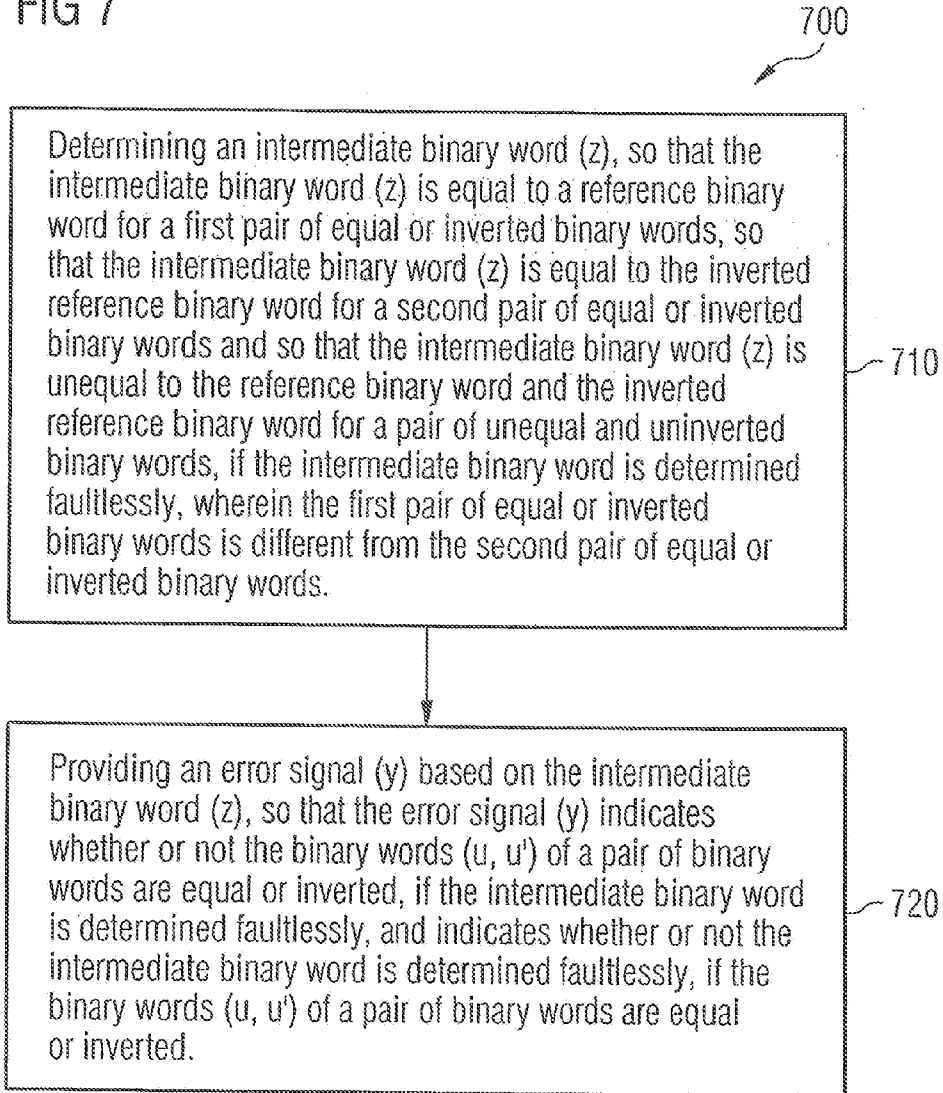 FIG 7
700
Determining an intermediate binary word (z), so that the
intermediate binary word (z) is equal to a reference binary
word for a first pair of equal or inverted binary words, so
that the intermediate binary word (z) is equal to the inverted
reference binary word for a second pair of equal or inverted
binary words and so that the intermediate binary word (z) is
unequal to the reference binary word and the inverted
reference binary word for a pair of unequal and uninverted
binary words, if the intermediate binary word is determined
faultlessly, wherein the first pair of equal or inverted
binary words is different from the second pair of equal or
inverted binary words.
710
Providing an error signal (y) based on the intermediate
binary word (z), so that the error signal (y) indicates
whether or not the binary words (u, u') of a pair of binary
words are equal or inverted, if the intermediate binary word
is determined faultlessly, and indicates whether or not the
intermediate binary word is determined faultlessly, if the
binary words (u, u') of a pair of binary words are equal
or inverted.
720